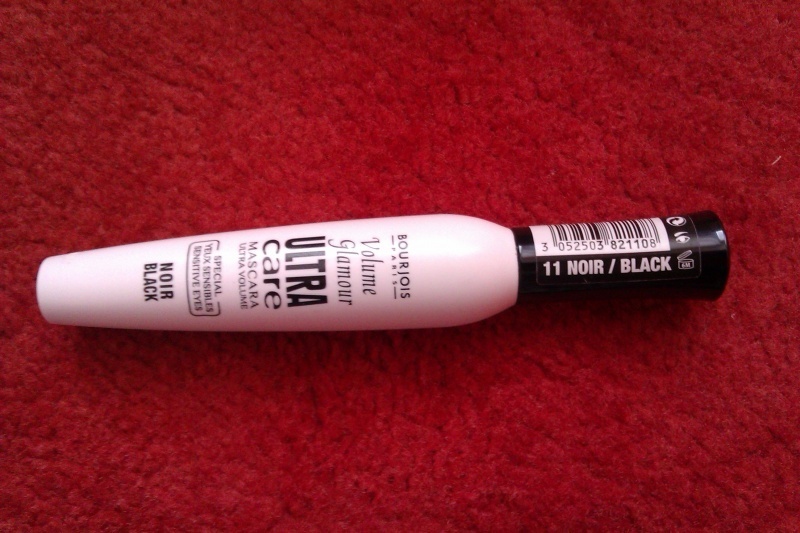 BOURJOIS
PARIS
Volume
Glamour
ULTRA
care
MASCARA
ULTRA VOLUME
SPECIAL
YEUX SENSIBLES
SENSITIVE EYES
NOIR
BLACK
3 052503 821108
11 NOIR / BLACK
6M